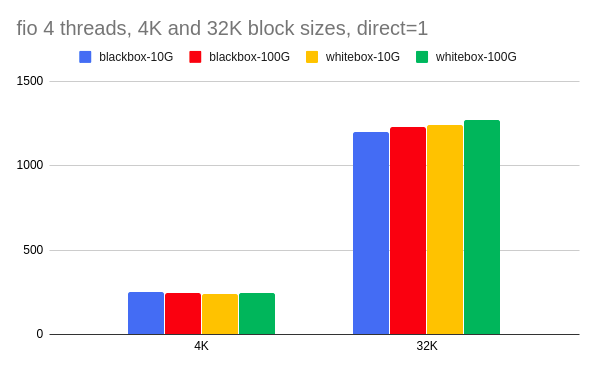 fio 4 threads, 4K and 32K block sizes, direct=1
blackbox-10G blackbox-100G whitebox-10G whitebox-100G
1500
1000
500
0
4K 32K